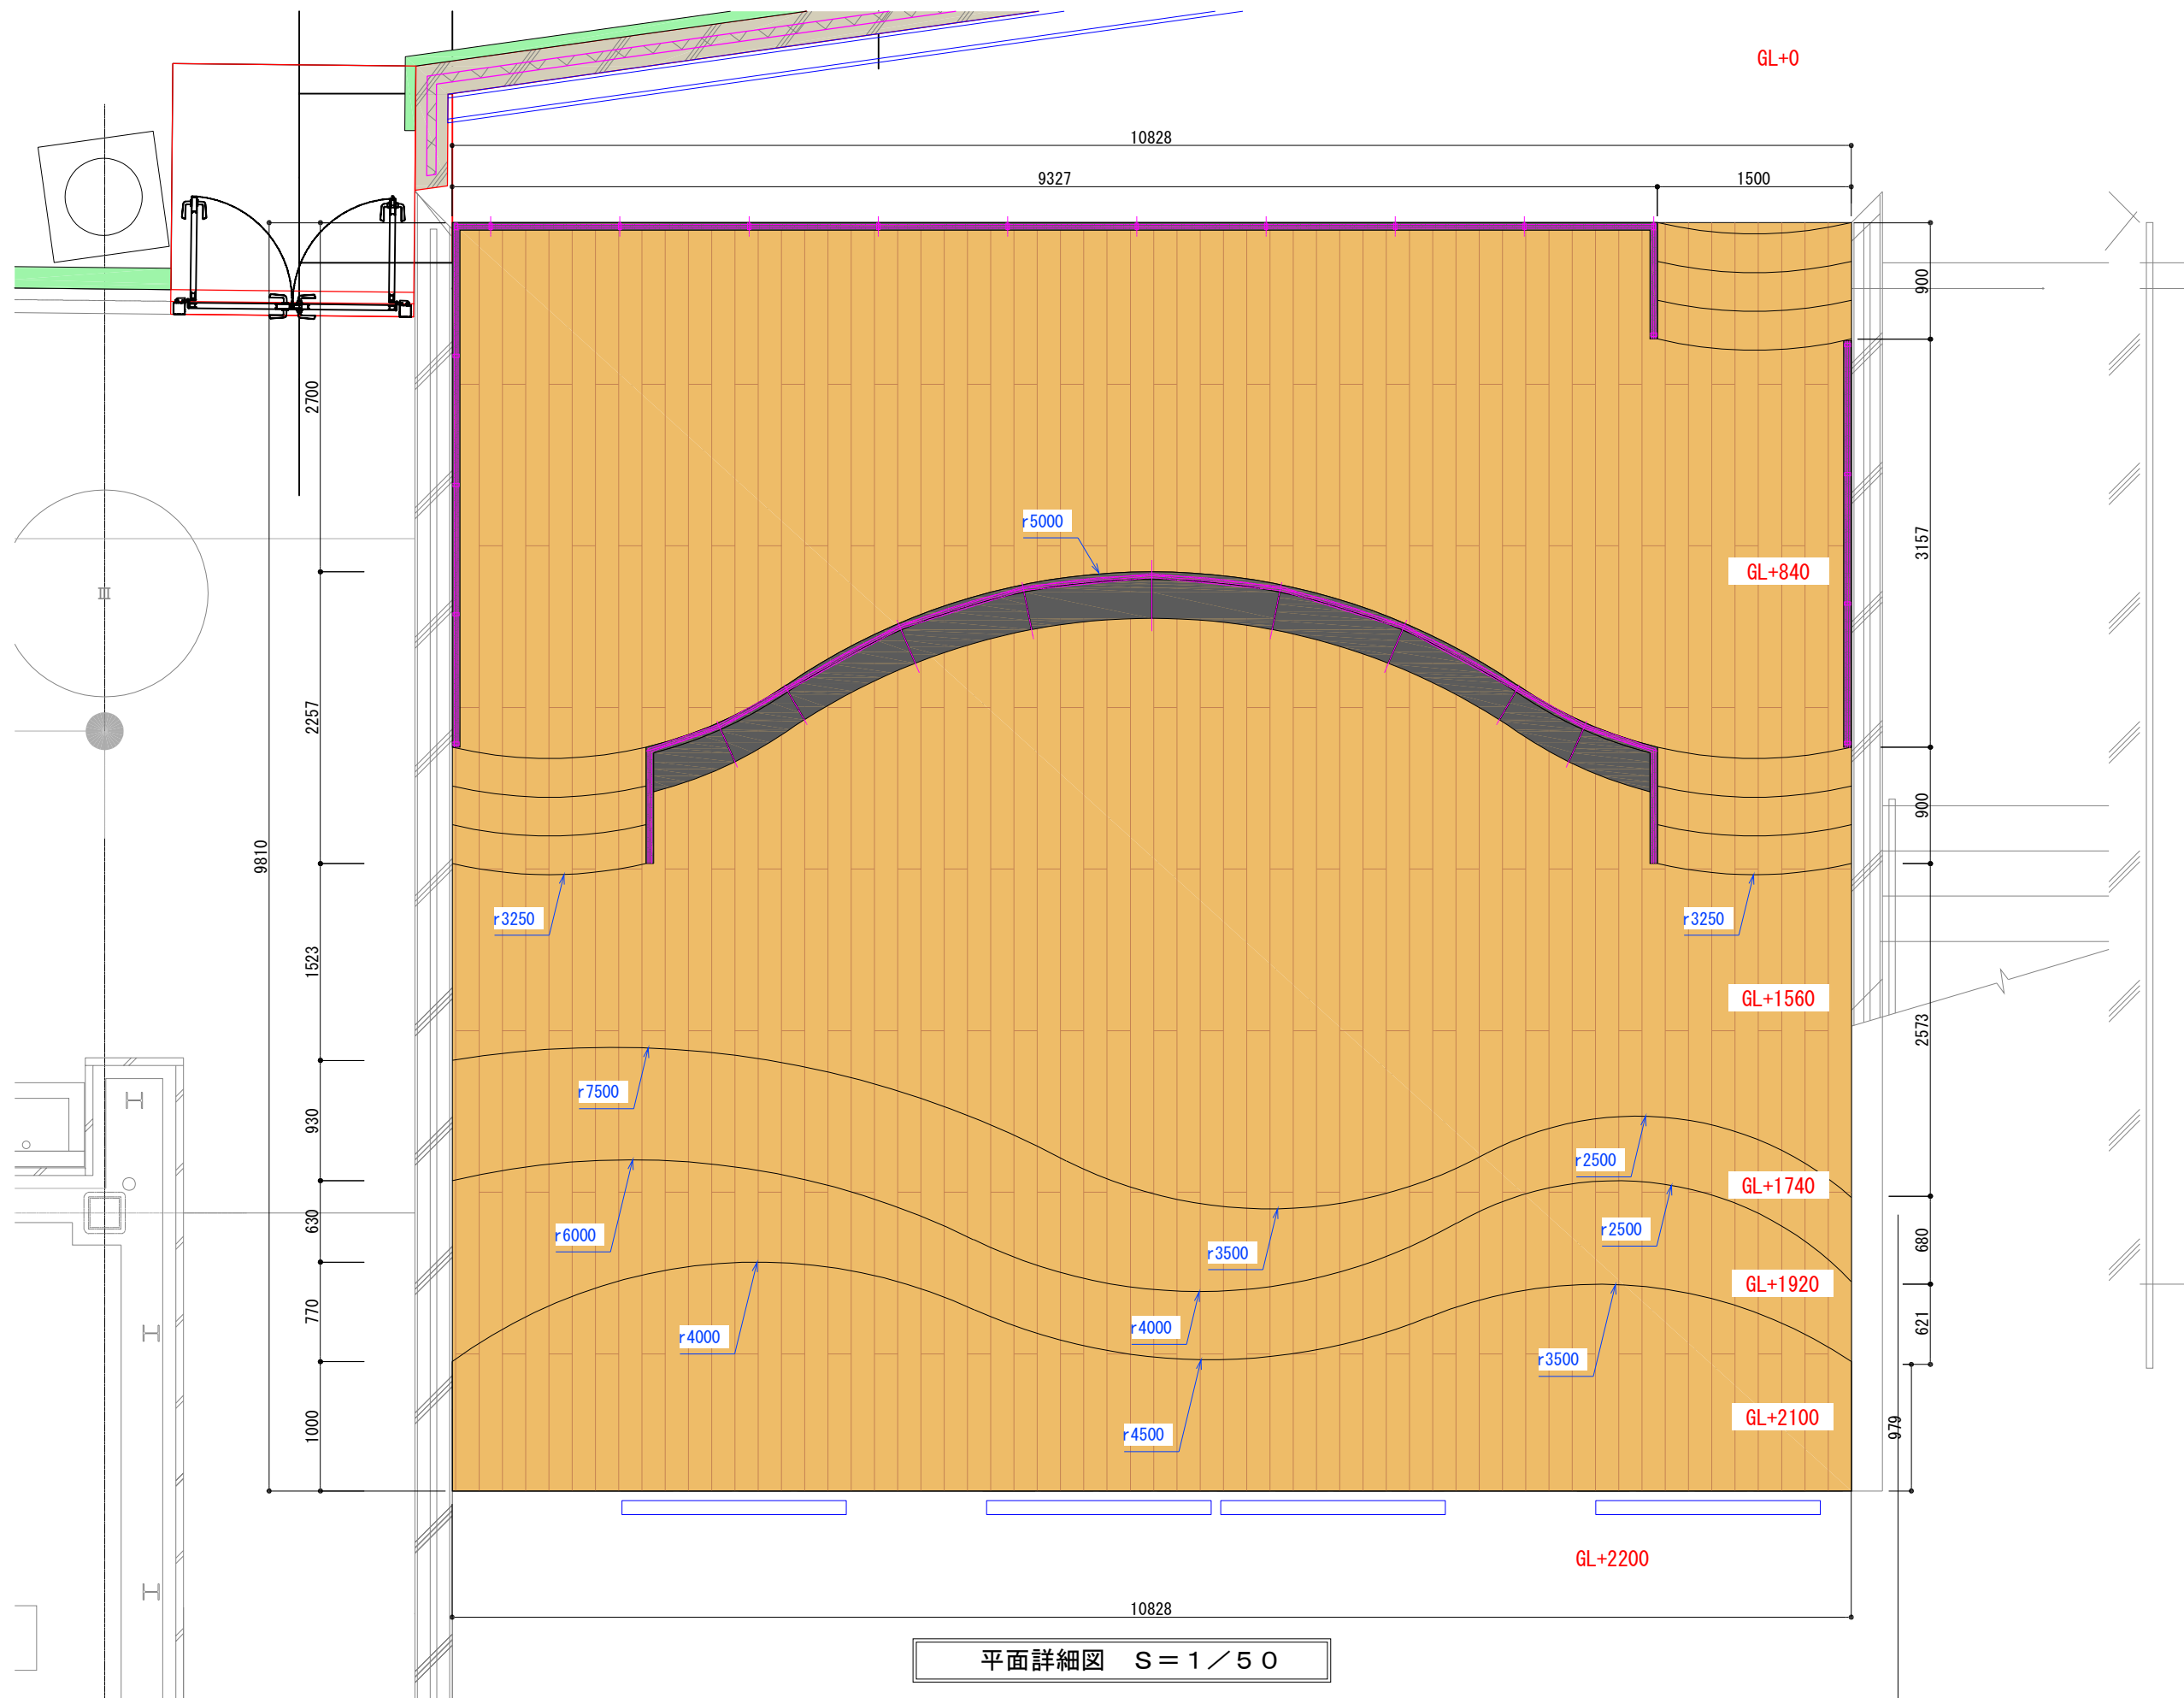 GL+0
10828
9327
1500
900
2700
3157
r5000
GL+840
Ⅱ
2257
900
9810
r3250
r3250
1523
GL+1560
2573
r7500
930
r2500
GL+1740
r6000
630
r3500
r2500
680
GL+1920
770
r4000
r4000
621
r3500
GL+2100
r4500
1000
979
GL+2200
10828
平面詳細図　S=1/50